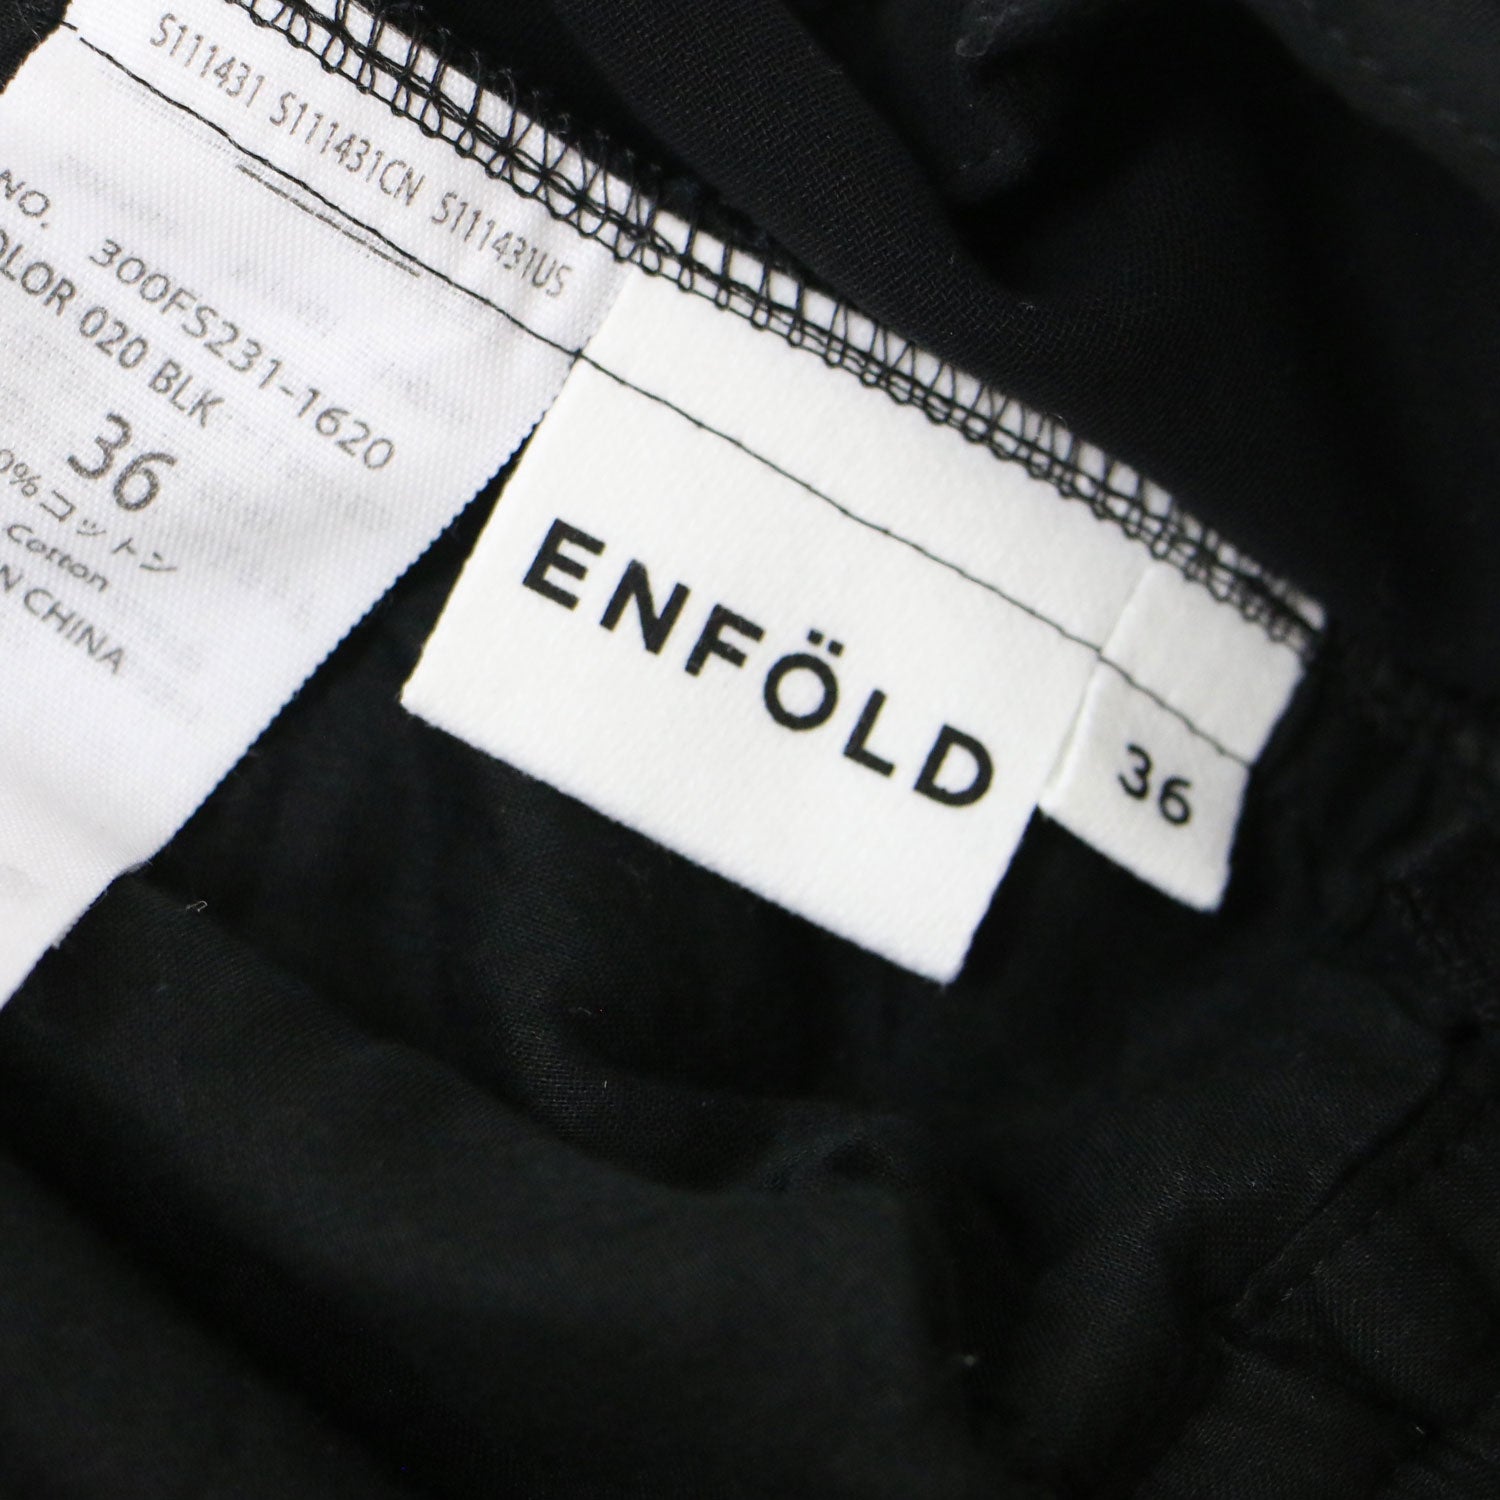 S111431 S111431CN S111431US
NO. 300FS231-1620
OLOR 020 BLK
36
0%コットン
Cotton
N CHINA
ENFÖLD
36